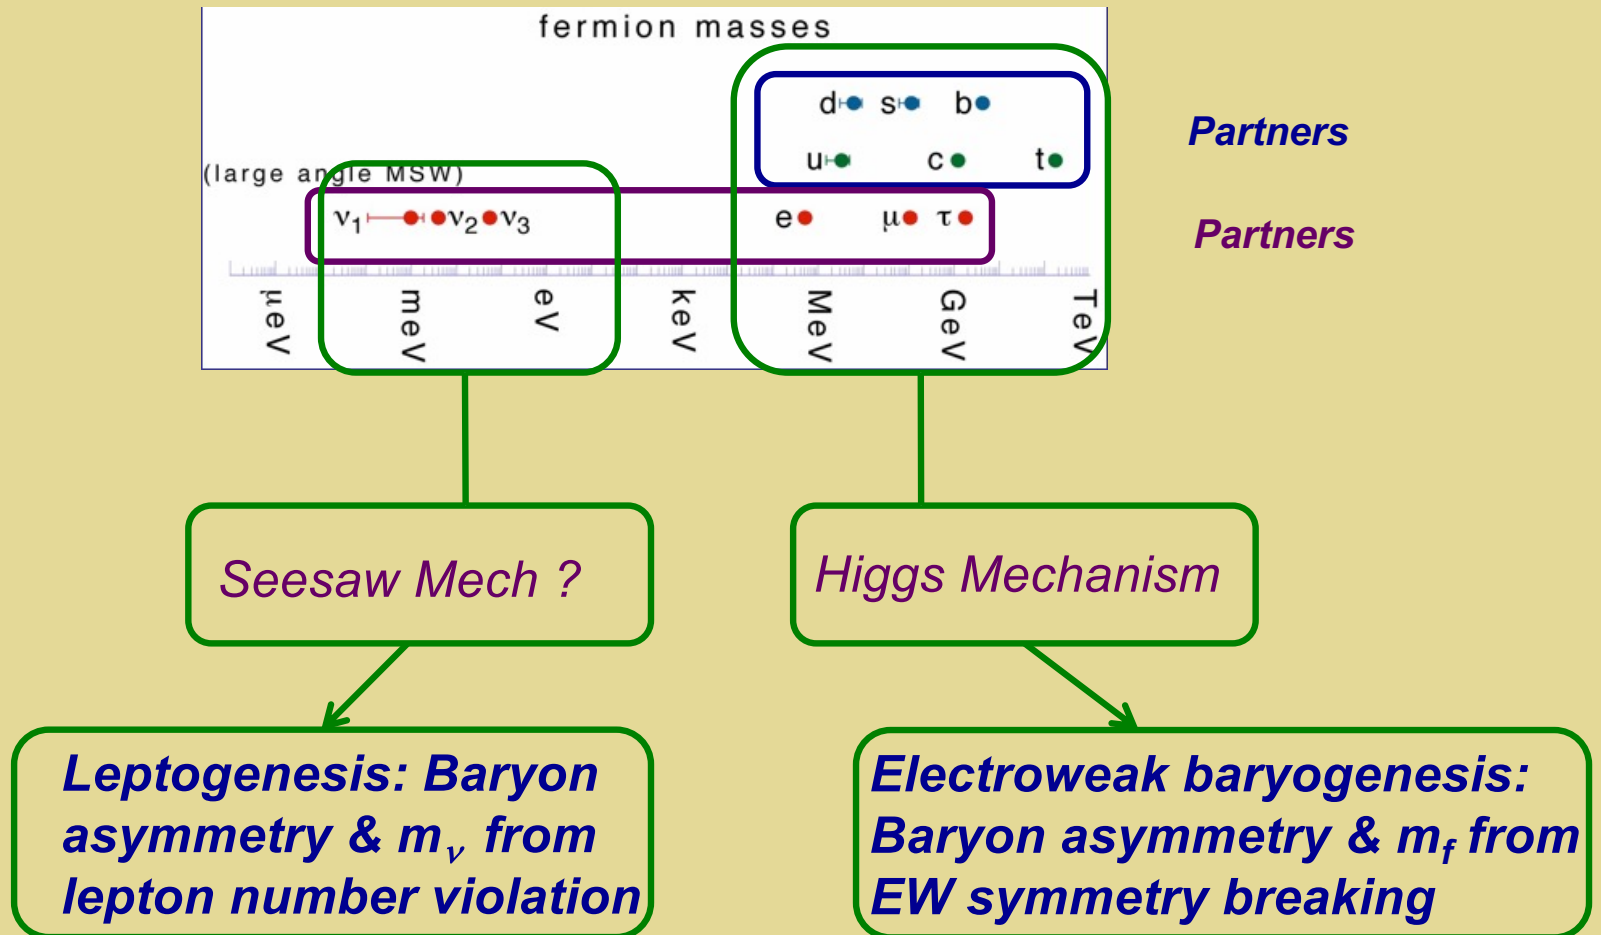 fermion masses
d s b
Partners
u c t
(large angle MSW)
ν1 ν2 ν3 e μ τ
Partners
μeV meV eV keV MeV GeV TeV
Seesaw Mech ?
Higgs Mechanism
Leptogenesis: Baryon
asymmetry & mν from
lepton number violation
Electroweak baryogenesis:
Baryon asymmetry & mf from
EW symmetry breaking